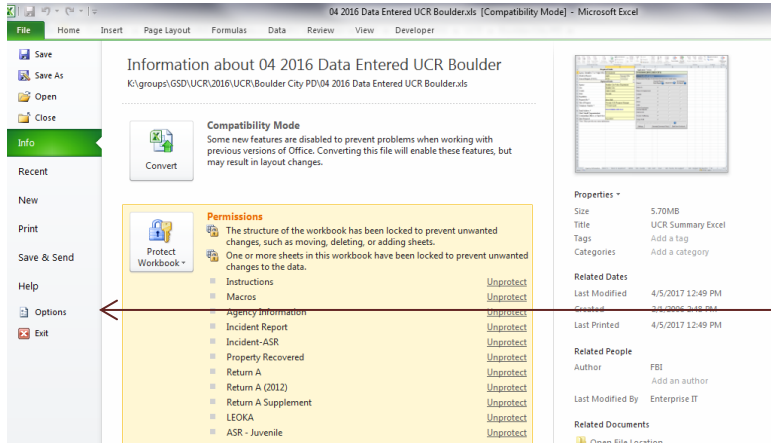 04 2016 Data Entered UCR Boulder.xls [Compatibility Mode] - Microsoft Excel
File Home Insert Page Layout Formulas Data Review View Developer
Save
Save As
Open
Close
Info
Recent
New
Print
Save & Send
Help
Options
Exit
Information about 04 2016 Data Entered UCR Boulder
K:\groups\GSD\UCR\2016\UCR\Boulder City PD\04 2016 Data Entered UCR Boulder.xls
Convert
Compatibility Mode
Some new features are disabled to prevent problems when working with
previous versions of Office. Converting this file will enable these features, but
may result in layout changes.
Protect
Workbook
Permissions
The structure of the workbook has been locked to prevent unwanted
changes, such as moving, deleting, or adding sheets.
One or more sheets in this workbook have been locked to prevent unwanted
changes to the data.
Instructions Unprotect
Macros Unprotect
Agency Information Unprotect
Incident Report Unprotect
Incident-ASR Unprotect
Property Recovered Unprotect
Return A Unprotect
Return A (2012) Unprotect
Return A Supplement Unprotect
LEOKA Unprotect
ASR - Juvenile Unprotect
Properties
Size 5.70MB
Title UCR Summary Excel
Tags Add a tag
Categories Add a category
Related Dates
Last Modified 4/5/2017 12:49 PM
Created 2:48 PM
Last Printed 4/5/2017 12:49 PM
Related People
Author FBI
Add an author
Last Modified By Enterprise IT
Related Documents
Open File Location